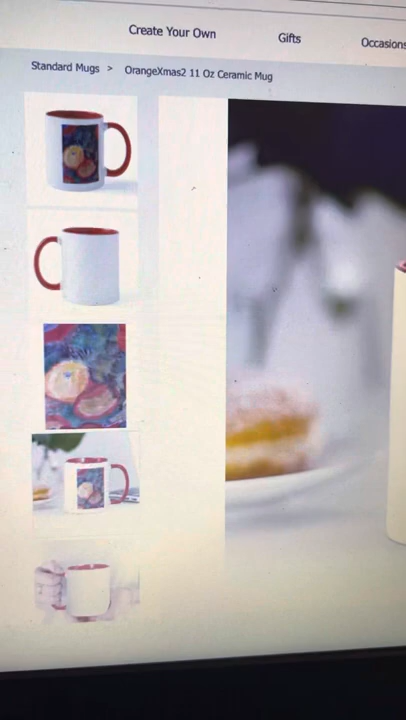 Create Your Own
Gifts
Occasions
Standard Mugs > OrangeXmas2 11 Oz Ceramic Mug